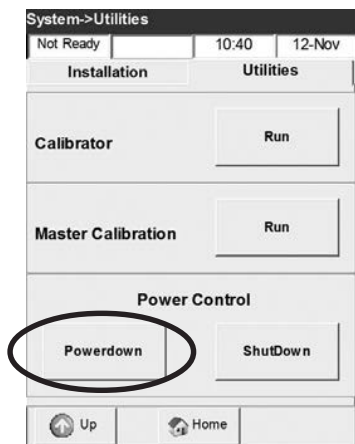 System->Utilities
Not Ready 10:40 12-Nov
Installation Utilities
Calibrator Run
Master Calibration Run
Power Control
Powerdown ShutDown
Up Home